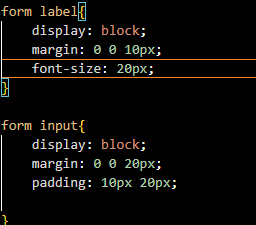 form label{
    display: block;
    margin: 0 0 10px;
    font-size: 20px;
}
form input{
    display: block;
    margin: 0 0 20px;
    padding: 10px 20px;
}